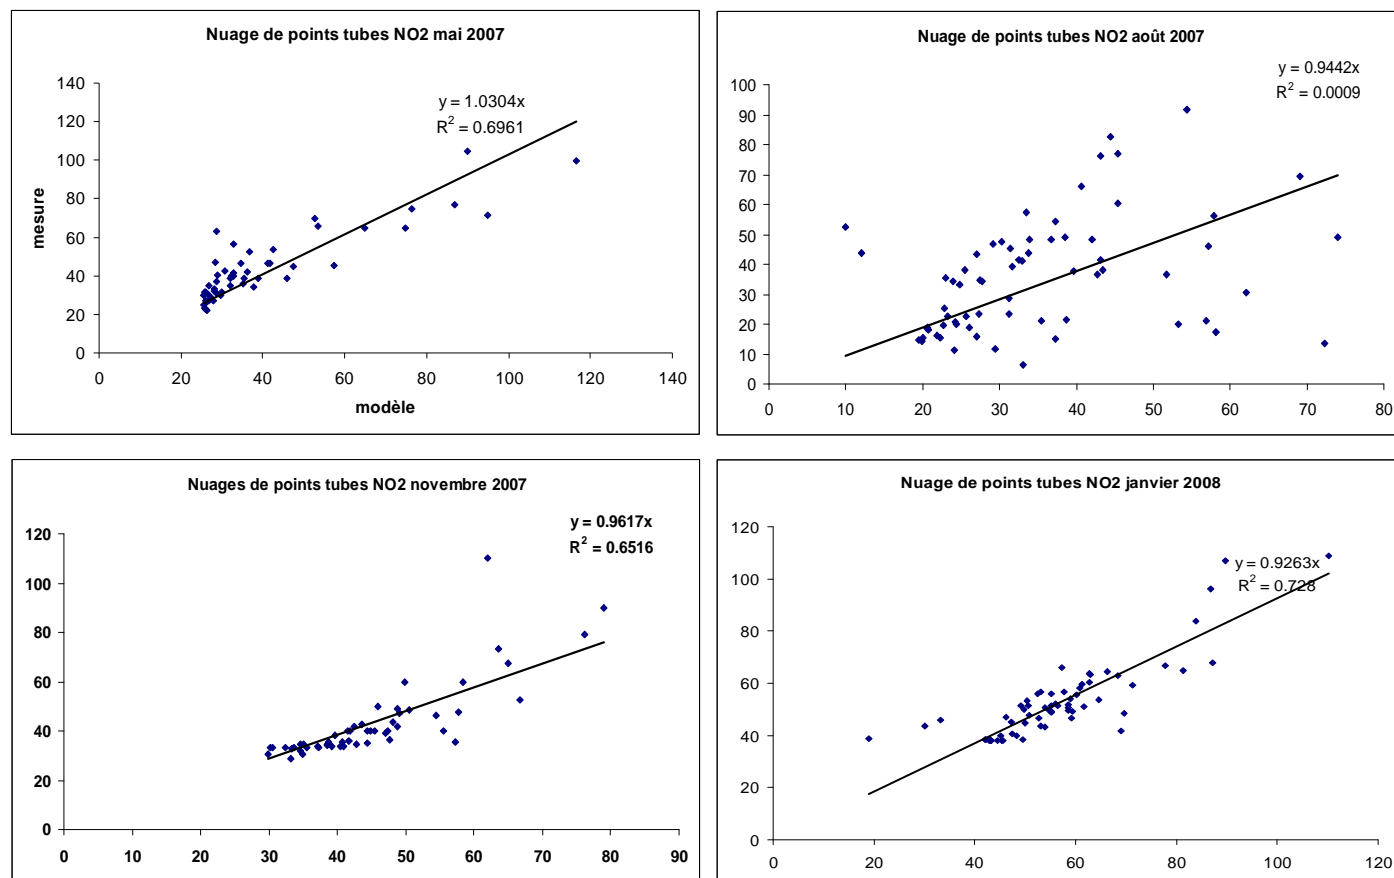 Nuage de points tubes NO2 mai 2007
y = 1.0304x
R2 = 0.6961
140
120
100
80
60
40
20
0
mesure
0 20 40 60 80 100 120 140
modèle
Nuage de points tubes NO2 août 2007
y = 0.9442x
R2 = 0.0009
100
90
80
70
60
50
40
30
20
10
0
0 10 20 30 40 50 60 70 80
Nuages de points tubes NO2 novembre 2007
y = 0.9617x
R2 = 0.6516
120
100
80
60
40
20
0
0 10 20 30 40 50 60 70 80 90
Nuage de points tubes NO2 janvier 2008
y = 0.9263x
R2 = 0.728
120
100
80
60
40
20
0
0 20 40 60 80 100 120